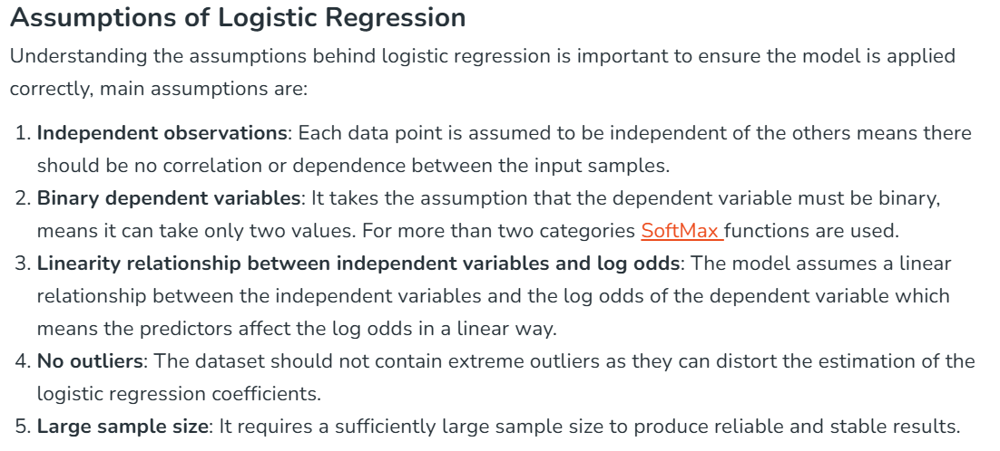 Assumptions of Logistic Regression
Understanding the assumptions behind logistic regression is important to ensure the model is applied
correctly, main assumptions are:
1. Independent observations: Each data point is assumed to be independent of the others means there
should be no correlation or dependence between the input samples.
2. Binary dependent variables: It takes the assumption that the dependent variable must be binary,
means it can take only two values. For more than two categories SoftMax functions are used.
3. Linearity relationship between independent variables and log odds: The model assumes a linear
relationship between the independent variables and the log odds of the dependent variable which
means the predictors affect the log odds in a linear way.
4. No outliers: The dataset should not contain extreme outliers as they can distort the estimation of the
logistic regression coefficients.
5. Large sample size: It requires a sufficiently large sample size to produce reliable and stable results.